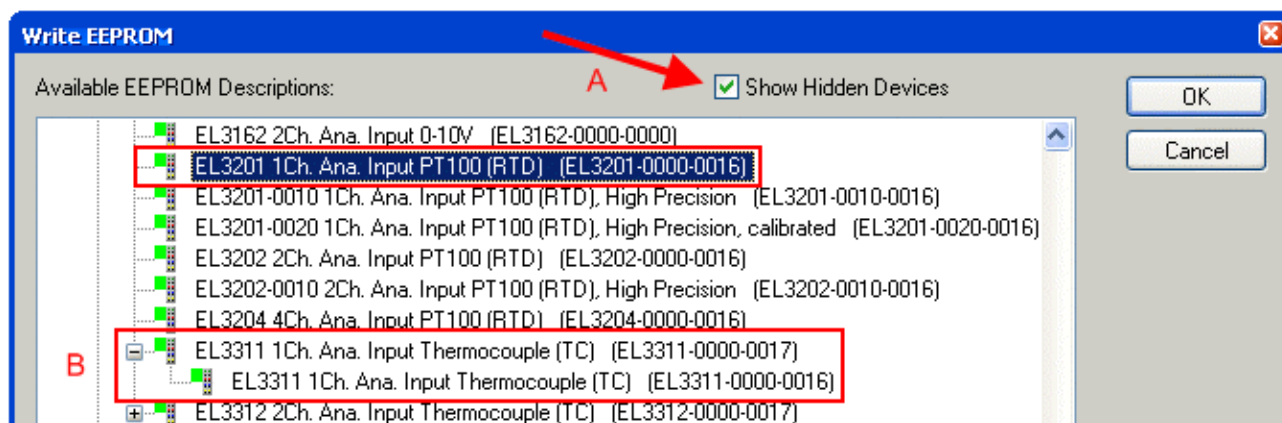 Write EEPROM
Available EEPROM Descriptions:
A
Show Hidden Devices
OK
Cancel
EL3162 2Ch. Ana. Input 0-10V (EL3162-0000-0000)
EL3201 1Ch. Ana. Input PT100 (RTD) (EL3201-0000-0016)
EL3201-0010 1Ch. Ana. Input PT100 (RTD), High Precision (EL3201-0010-0016)
EL3201-0020 1Ch. Ana. Input PT100 (RTD), High Precision, calibrated (EL3201-0020-0016)
EL3202 2Ch. Ana. Input PT100 (RTD) (EL3202-0000-0016)
EL3202-0010 2Ch. Ana. Input PT100 (RTD), High Precision (EL3202-0010-0016)
EL3204 4Ch. Ana. Input PT100 (RTD) (EL3204-0000-0016)
B
EL3311 1Ch. Ana. Input Thermocouple (TC) (EL3311-0000-0017)
EL3311 1Ch. Ana. Input Thermocouple (TC) (EL3311-0000-0016)
EL3312 2Ch. Ana. Input Thermocouple (TC) (EL3312-0000-0017)